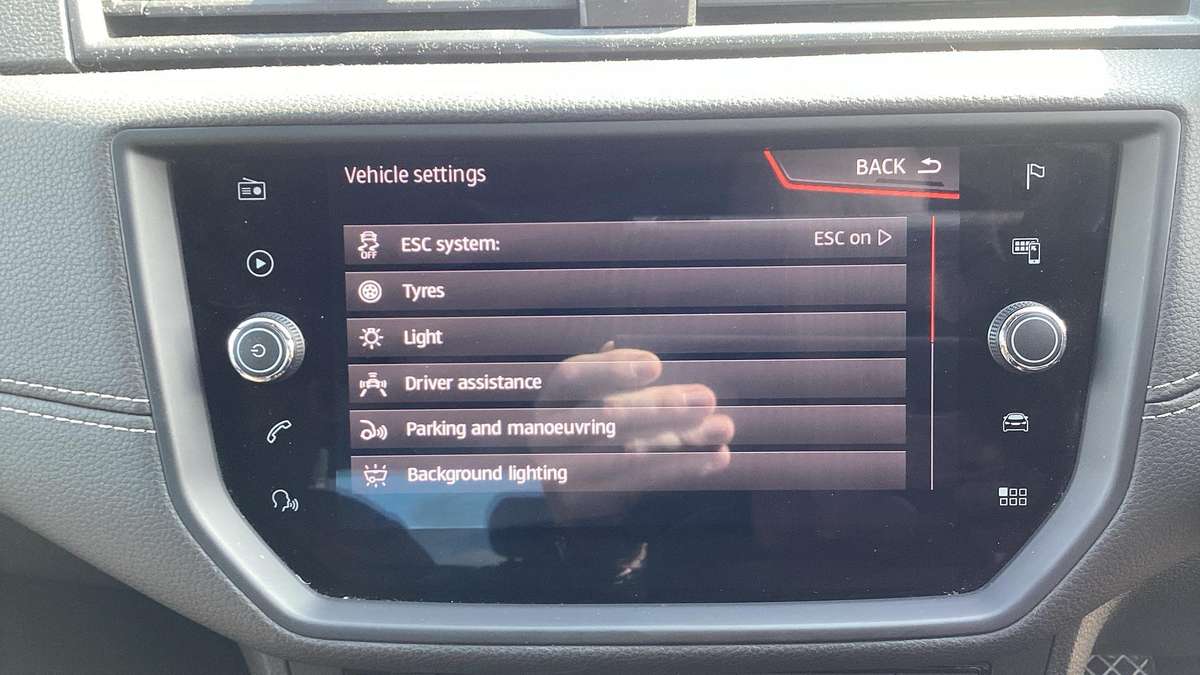 Vehicle settings
BACK
ESC system:
ESC on
OFF
Tyres
Light
Driver assistance
Parking and manoeuvring
Background lighting